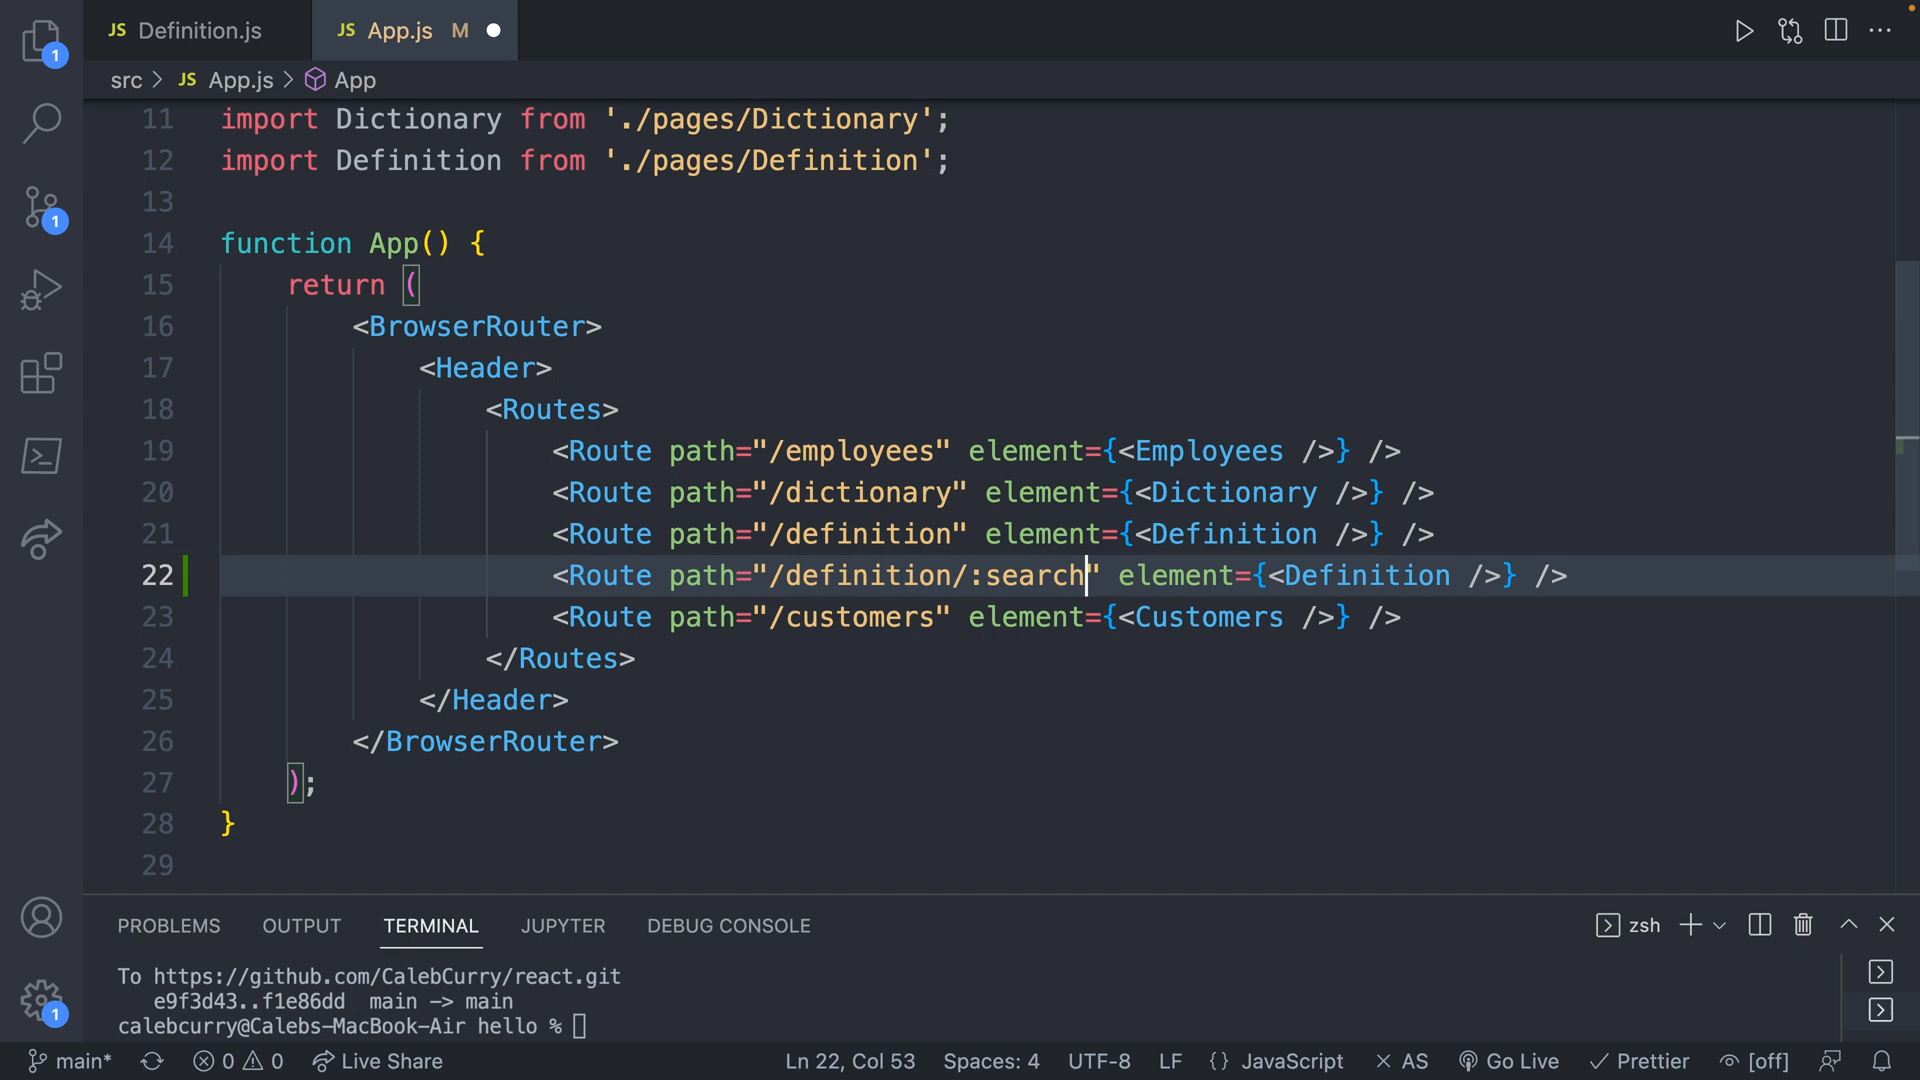 JS Definition.js
JS App.js M
src > JS App.js > App
11 import Dictionary from './pages/Dictionary';
12 import Definition from './pages/Definition';
13
14 function App() {
15 return (
16 <BrowserRouter>
17 <Header>
18 <Routes>
19 <Route path="/employees" element={<Employees />} />
20 <Route path="/dictionary" element={<Dictionary />} />
21 <Route path="/definition" element={<Definition />} />
22 <Route path="/definition/:search" element={<Definition />} />
23 <Route path="/customers" element={<Customers />} />
24 </Routes>
25 </Header>
26 </BrowserRouter>
27 );
28 }
29
1
1
1
PROBLEMS OUTPUT TERMINAL JUPYTER DEBUG CONSOLE zsh
To https://github.com/CalebCurry/react.git
e9f3d43..f1e86dd main -> main
calebcurry@Calebs-MacBook-Air hello %
main* 0 0 Live Share Ln 22, Col 53 Spaces: 4 UTF-8 LF {} JavaScript × AS Go Live ✓ Prettier [off]